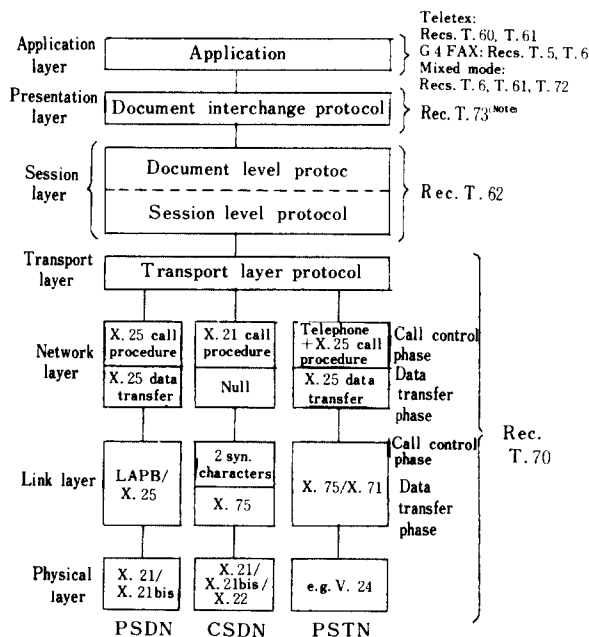 Teletex:
Recs. T. 60, T. 61
G 4 FAX: Recs. T. 5, T. 6
Mixed mode:
Recs. T. 6, T. 61, T. 72
Application
layer
Application
Presentation
layer
Document interchange protocol
Rec. T. 73(Note)
Session
layer
Document level protoc
Session level protocol
Rec. T. 62
Transport
layer
Transport layer protocol
Network
layer
X. 25 call
procedure
X. 25 data
transfer
X. 21 call
procedure
Null
Telephone
+X. 25 call
procedure
X. 25 data
transfer
Call control
phase
Data
transfer
phase
Rec.
T. 70
Link layer
LAPB/
X. 25
2 syn.
characters
X. 75
X. 75/X. 71
Call control
phase
Data
transfer
phase
Physical
layer
X. 21/
X. 21bis
X. 21/
X. 21bis/
X. 22
e.g. V. 24
PSDN
CSDN
PSTN